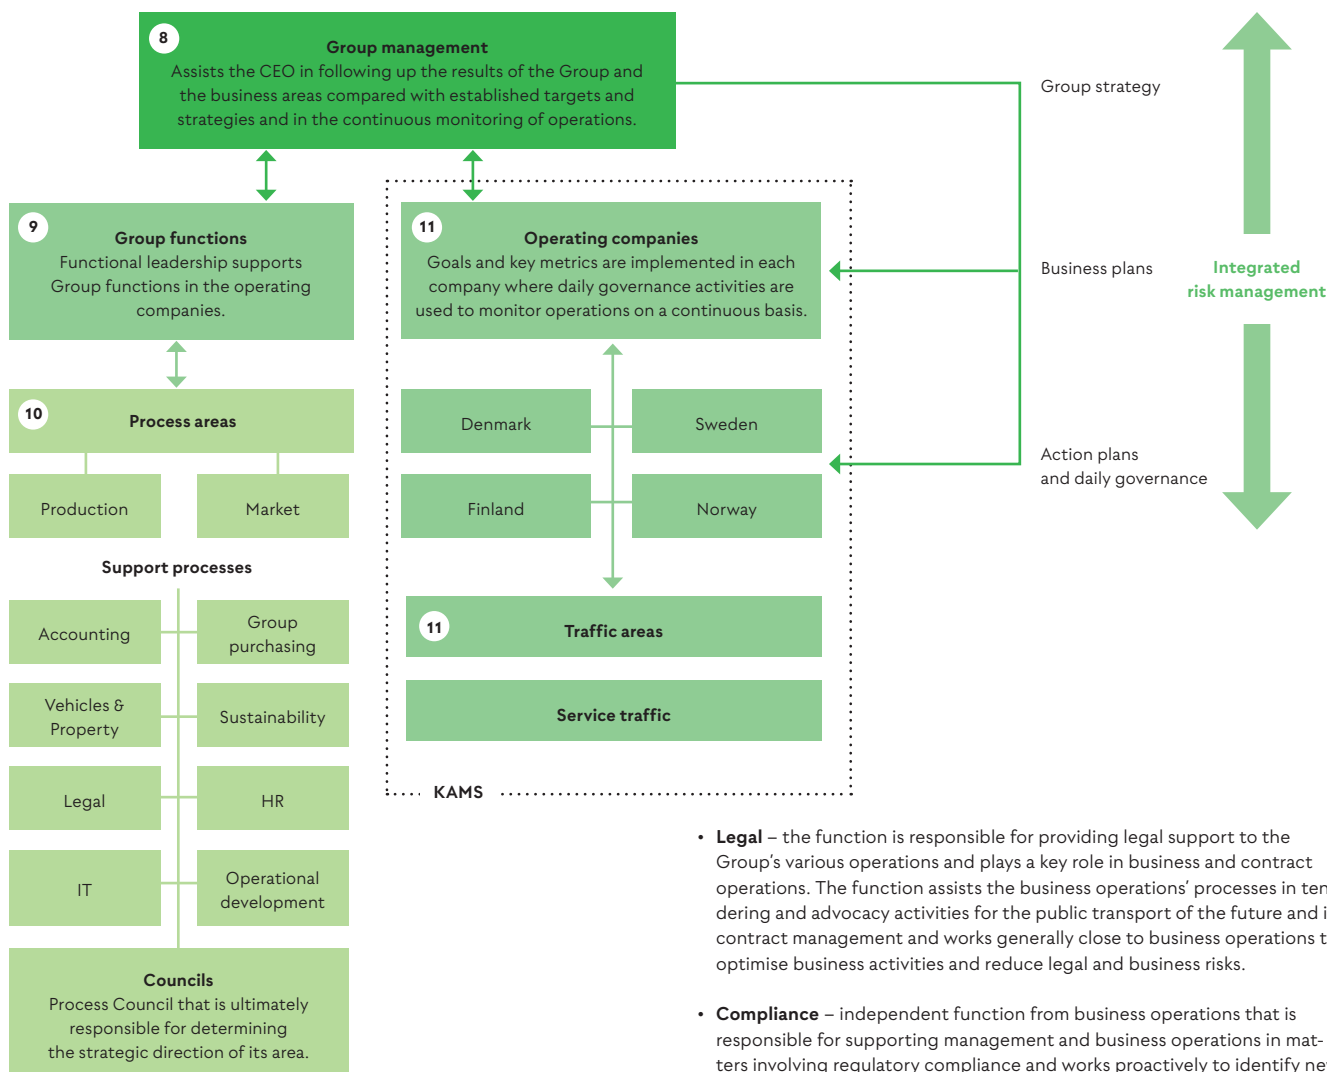 8
Group management
Assists the CEO in following up the results of the Group and
the business areas compared with established targets and
strategies and in the continuous monitoring of operations.
Group strategy
9
Group functions
Functional leadership supports
Group functions in the operating
companies.
11
Operating companies
Goals and key metrics are implemented in each
company where daily governance activities are
used to monitor operations on a continuous basis.
Business plans
Integrated
risk management
10
Process areas
Production
Market
Denmark
Sweden
Finland
Norway
Action plans
and daily governance
Support processes
Accounting
Group
purchasing
Vehicles &
Property
Sustainability
Legal
HR
IT
Operational
development
Councils
Process Council that is ultimately
responsible for determining
the strategic direction of its area.
11
Traffic areas
Service traffic
KAMS
• Legal – the function is responsible for providing legal support to the
Group's various operations and plays a key role in business and contract
operations. The function assists the business operations' processes in ten
dering and advocacy activities for the public transport of the future and i
contract management and works generally close to business operations t
optimise business activities and reduce legal and business risks.
• Compliance – independent function from business operations that is
responsible for supporting management and business operations in mat-
ters involving regulatory compliance and works proactively to identify ne